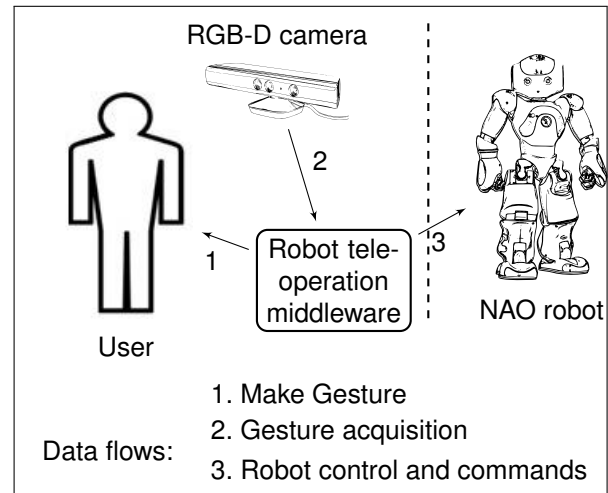 RGB-D camera
2
1
3
Robot tele-
operation
middleware
User
NAO robot
Data flows:
1. Make Gesture
2. Gesture acquisition
3. Robot control and commands